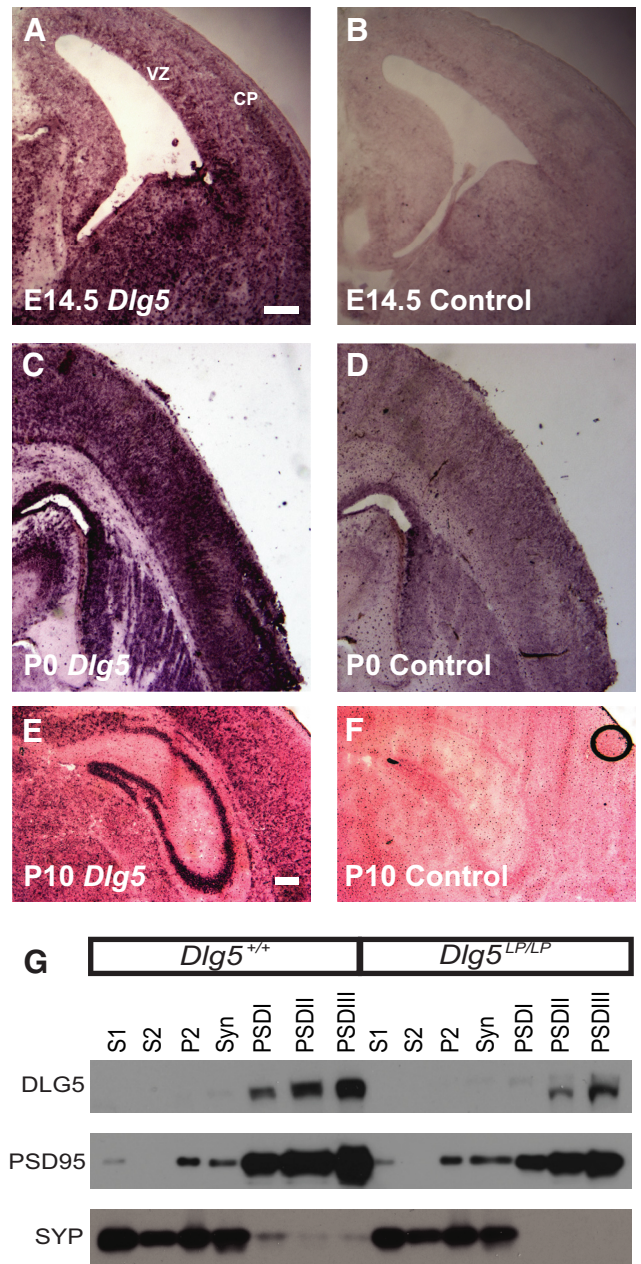 A
VZ
CP
E14.5 Dlg5
B
E14.5 Control
C
P0 Dlg5
D
P0 Control
E
P10 Dlg5
F
P10 Control
G
Dlg5+/+ Dlg5LP/LP
S1 S2 P2 Syn PSDI PSDII PSDIII S1 S2 P2 Syn PSDI PSDII PSDIII
DLG5
PSD95
SYP